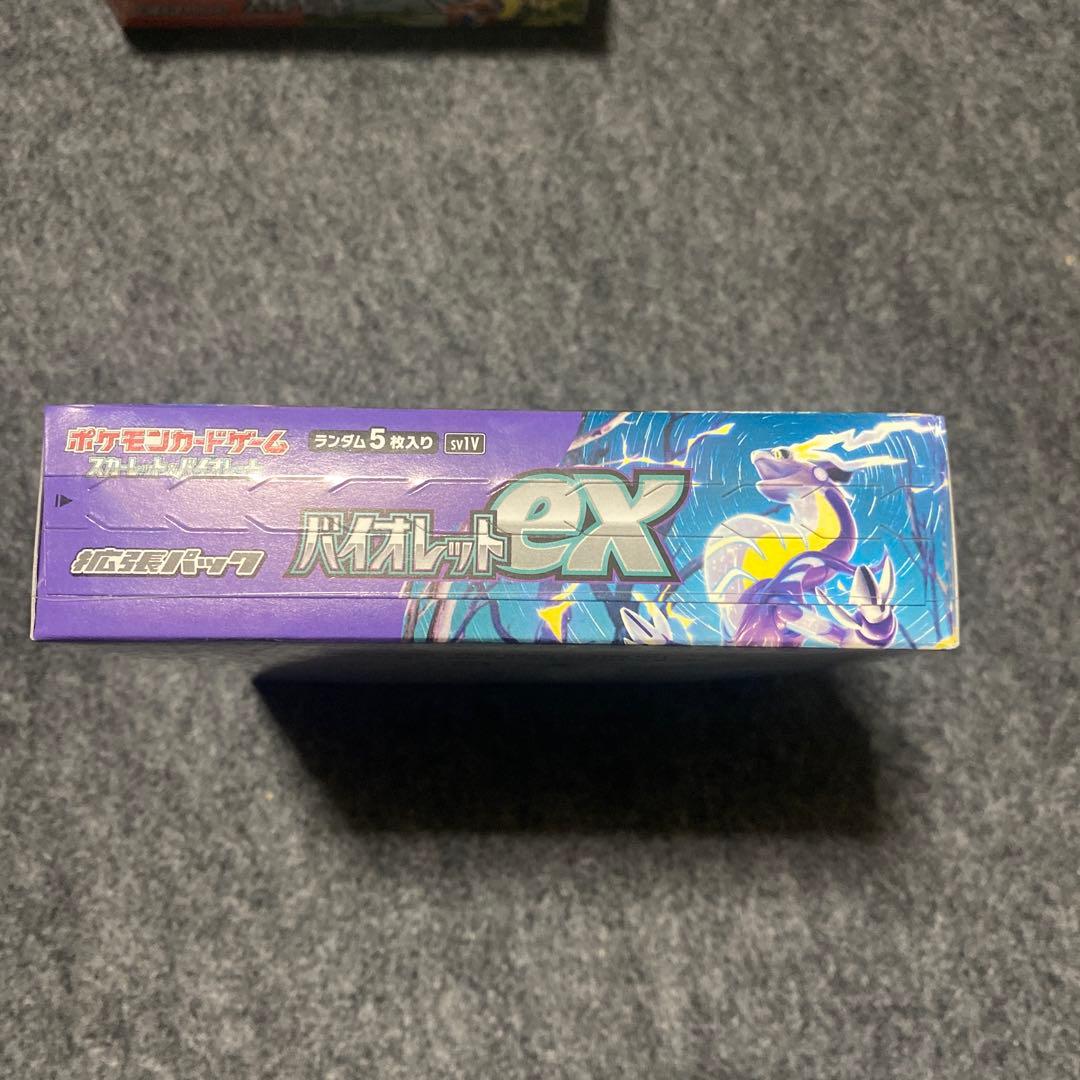 ポケモンカードゲーム
スカーレット&バイオレット
ランダム5枚入り
SV1V
拡張パック
バイオレットex